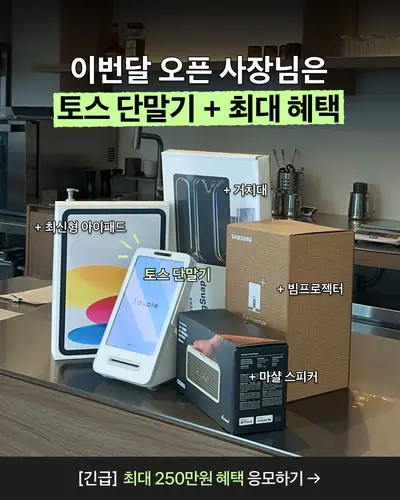 이번달 오픈 사장님은
토스 단말기 + 최대 혜택
+ 거치대
+ 최신형 아이패드
토스 단말기
SAMSUNG
+ 빔프로젝터
+ 마샬 스피커
[긴급] 최대 250만원 혜택 응모하기 →